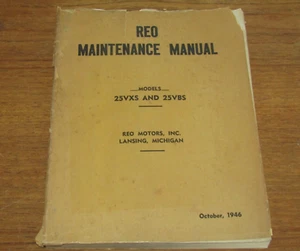 REO
MAINTENANCE MANUAL
MODELS
25VXS AND 25VBS
REO MOTORS, INC.
LANSING, MICHIGAN
October, 1946